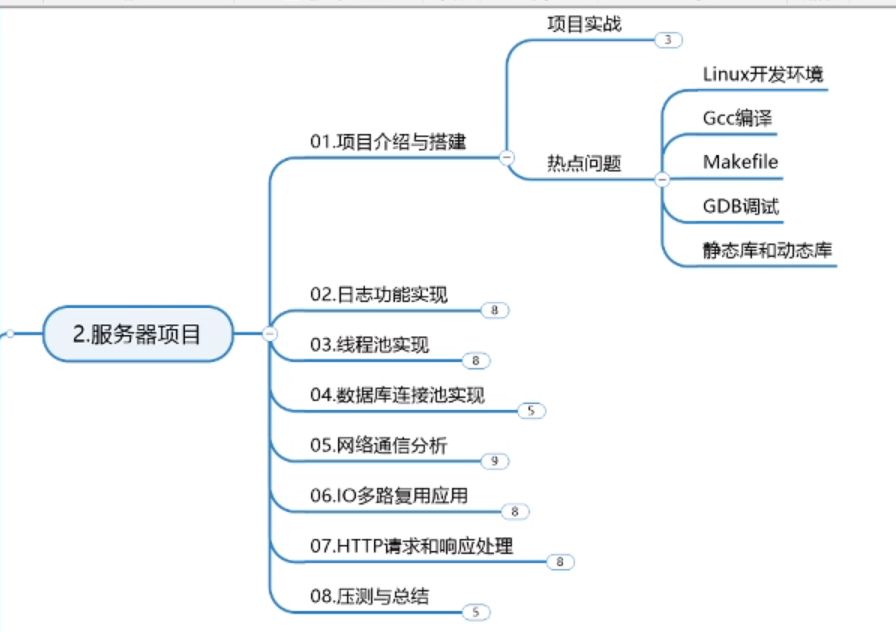 项目实战
3
Linux开发环境
Gcc编译
01.项目介绍与搭建
热点问题
Makefile
GDB调试
静态库和动态库
2.服务器项目
02.日志功能实现
8
03.线程池实现
8
04.数据库连接池实现
5
05.网络通信分析
9
06.IO多路复用应用
8
07.HTTP请求和响应处理
8
08.压测与总结
5